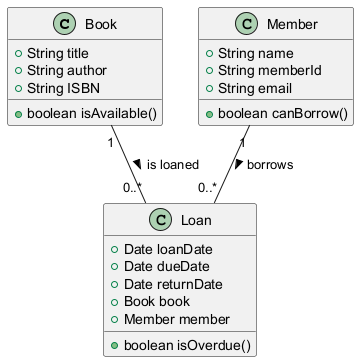 C Book
String title
String author
String ISBN
boolean isAvailable()
C Member
String name
String memberId
String email
boolean canBorrow()
1
is loaned
0..*
1
borrows
0..*
C Loan
Date loanDate
Date dueDate
Date returnDate
Book book
Member member
boolean isOverdue()